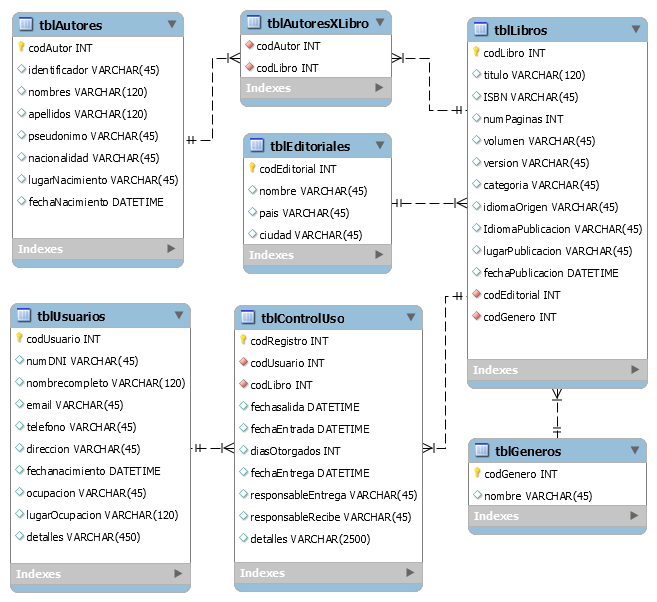 tblAutores
codAutor INT
identificador VARCHAR(45)
nombres VARCHAR(120)
apellidos VARCHAR(120)
pseudonimo VARCHAR(45)
nacionalidad VARCHAR(45)
lugarNacimiento VARCHAR(45)
fechaNacimiento DATETIME
Indexes
tblAutoresXLibro
codAutor INT
codLibro INT
Indexes
tblEditoriales
codEditorial INT
nombre VARCHAR(45)
pais VARCHAR(45)
ciudad VARCHAR(45)
Indexes
tblLibros
codLibro INT
titulo VARCHAR(120)
ISBN VARCHAR(45)
numPaginas INT
volumen VARCHAR(45)
version VARCHAR(45)
categoria VARCHAR(45)
idiomaOrigen VARCHAR(45)
IdiomaPublicacion VARCHAR(45)
lugarPublicacion VARCHAR(45)
fechaPublicacion DATETIME
codEditorial INT
codGenero INT
Indexes
tblUsuarios
codUsuario INT
numDNI VARCHAR(45)
nombrecompleto VARCHAR(120)
email VARCHAR(45)
telefono VARCHAR(45)
direccion VARCHAR(45)
fechanacimiento DATETIME
ocupacion VARCHAR(45)
lugarOcupacion VARCHAR(120)
detalles VARCHAR(450)
Indexes
tblControlUso
codRegistro INT
codUsuario INT
codLibro INT
fechasalida DATETIME
fechaEntrada DATETIME
diasOtorgados INT
fechaEntrega DATETIME
responsableEntrega VARCHAR(45)
responsableRecibe VARCHAR(45)
detalles VARCHAR(2500)
Indexes
tblGeneros
codGenero INT
nombre VARCHAR(45)
Indexes